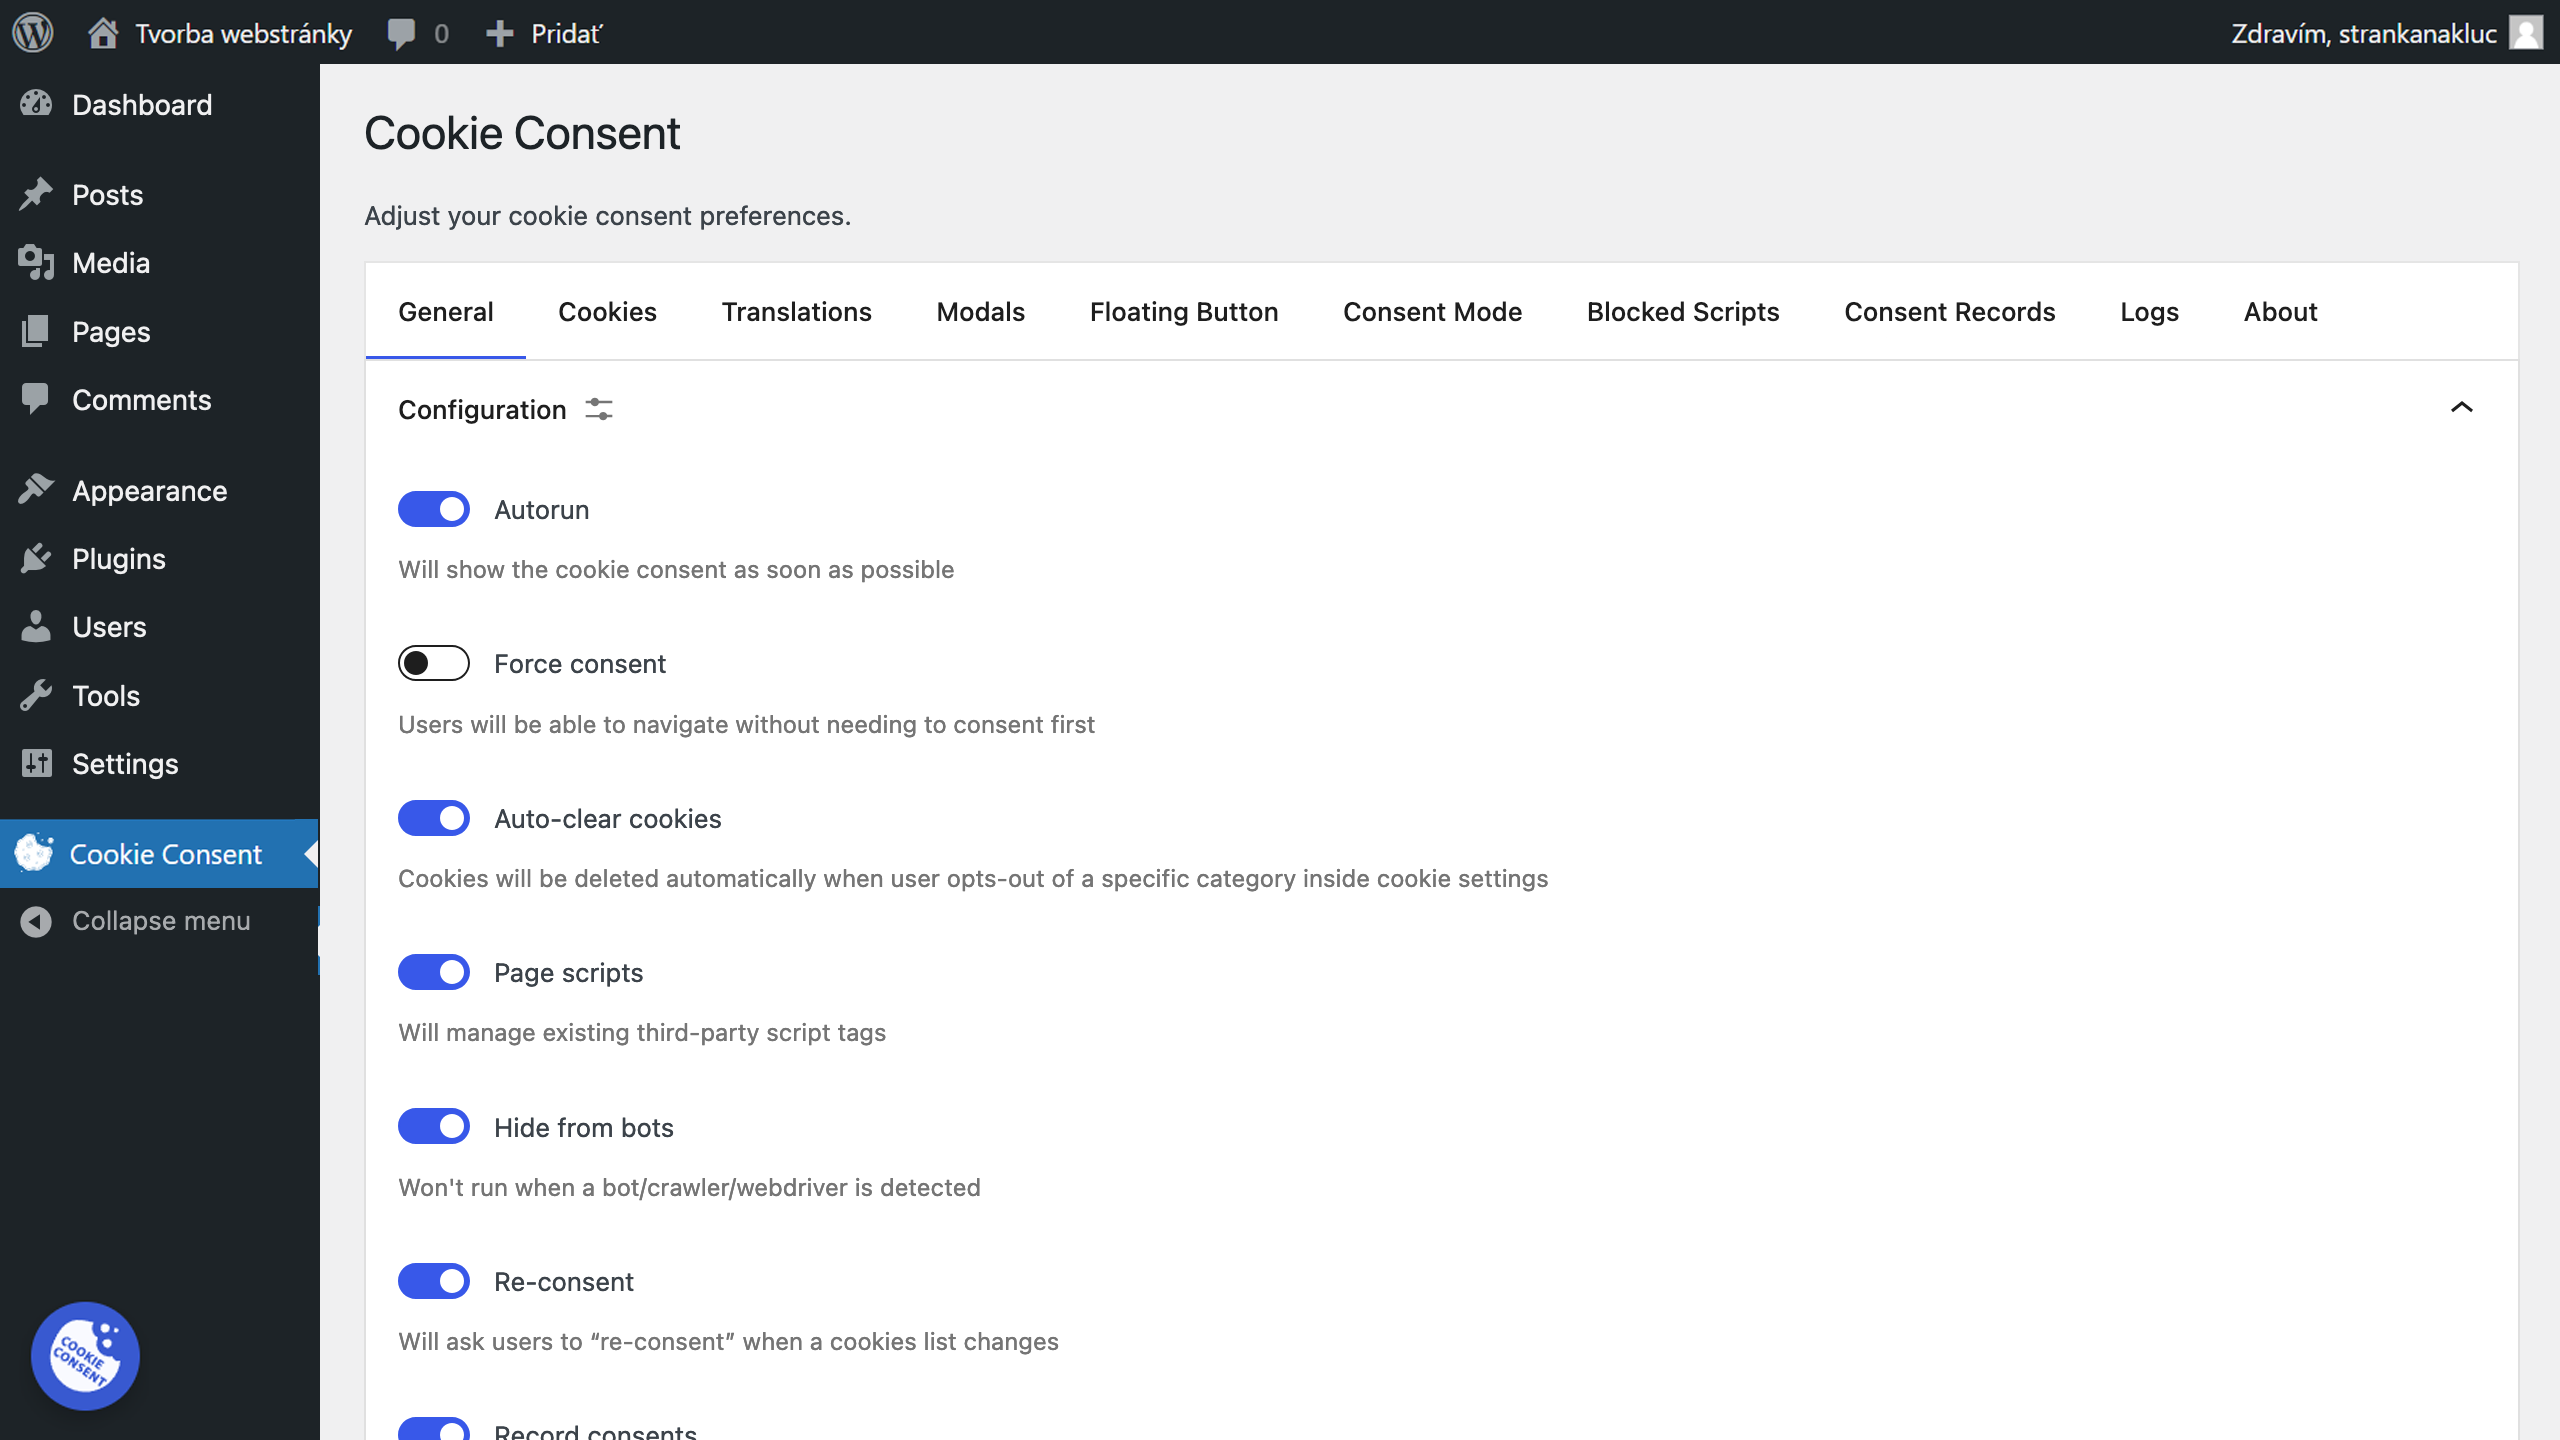 Tvorba webstránky
0
Pridať
Zdravím, strankanakluc
Dashboard
Posts
Media
Pages
Comments
Appearance
Plugins
Users
Tools
Settings
Cookie Consent
Collapse menu
COOKIE
CONSENT
Cookie Consent
Adjust your cookie consent preferences.
General
Cookies
Translations
Modals
Floating Button
Consent Mode
Blocked Scripts
Consent Records
Logs
About
Configuration
Autorun
Will show the cookie consent as soon as possible
Force consent
Users will be able to navigate without needing to consent first
Auto-clear cookies
Cookies will be deleted automatically when user opts-out of a specific category inside cookie settings
Page scripts
Will manage existing third-party script tags
Hide from bots
Won't run when a bot/crawler/webdriver is detected
Re-consent
Will ask users to “re-consent” when a cookies list changes
Record consents